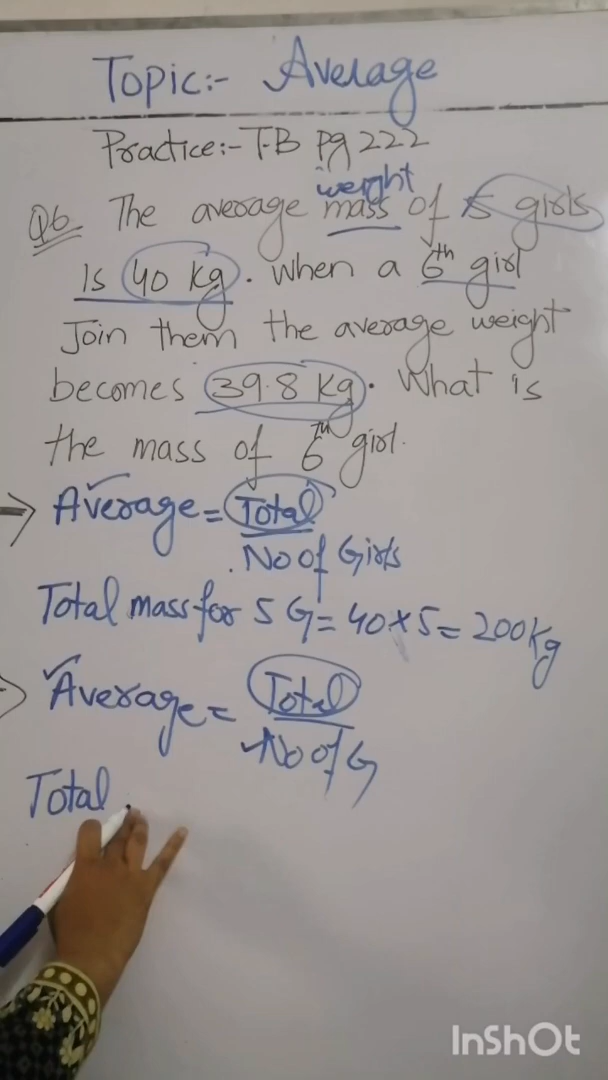 Topic:- Average
Practice:- T.B pg 222
weight
Q6 The average mass of 5 girls
is 40 kg. When a 6th girl
Join them the average weight
becomes 39.8 kg. What is
the mass of 6th girl.
Average = Total
No of Girls
Total mass for 5 G = 40 x 5 = 200 Kg
Average = Total
No of G
Total
InShOt